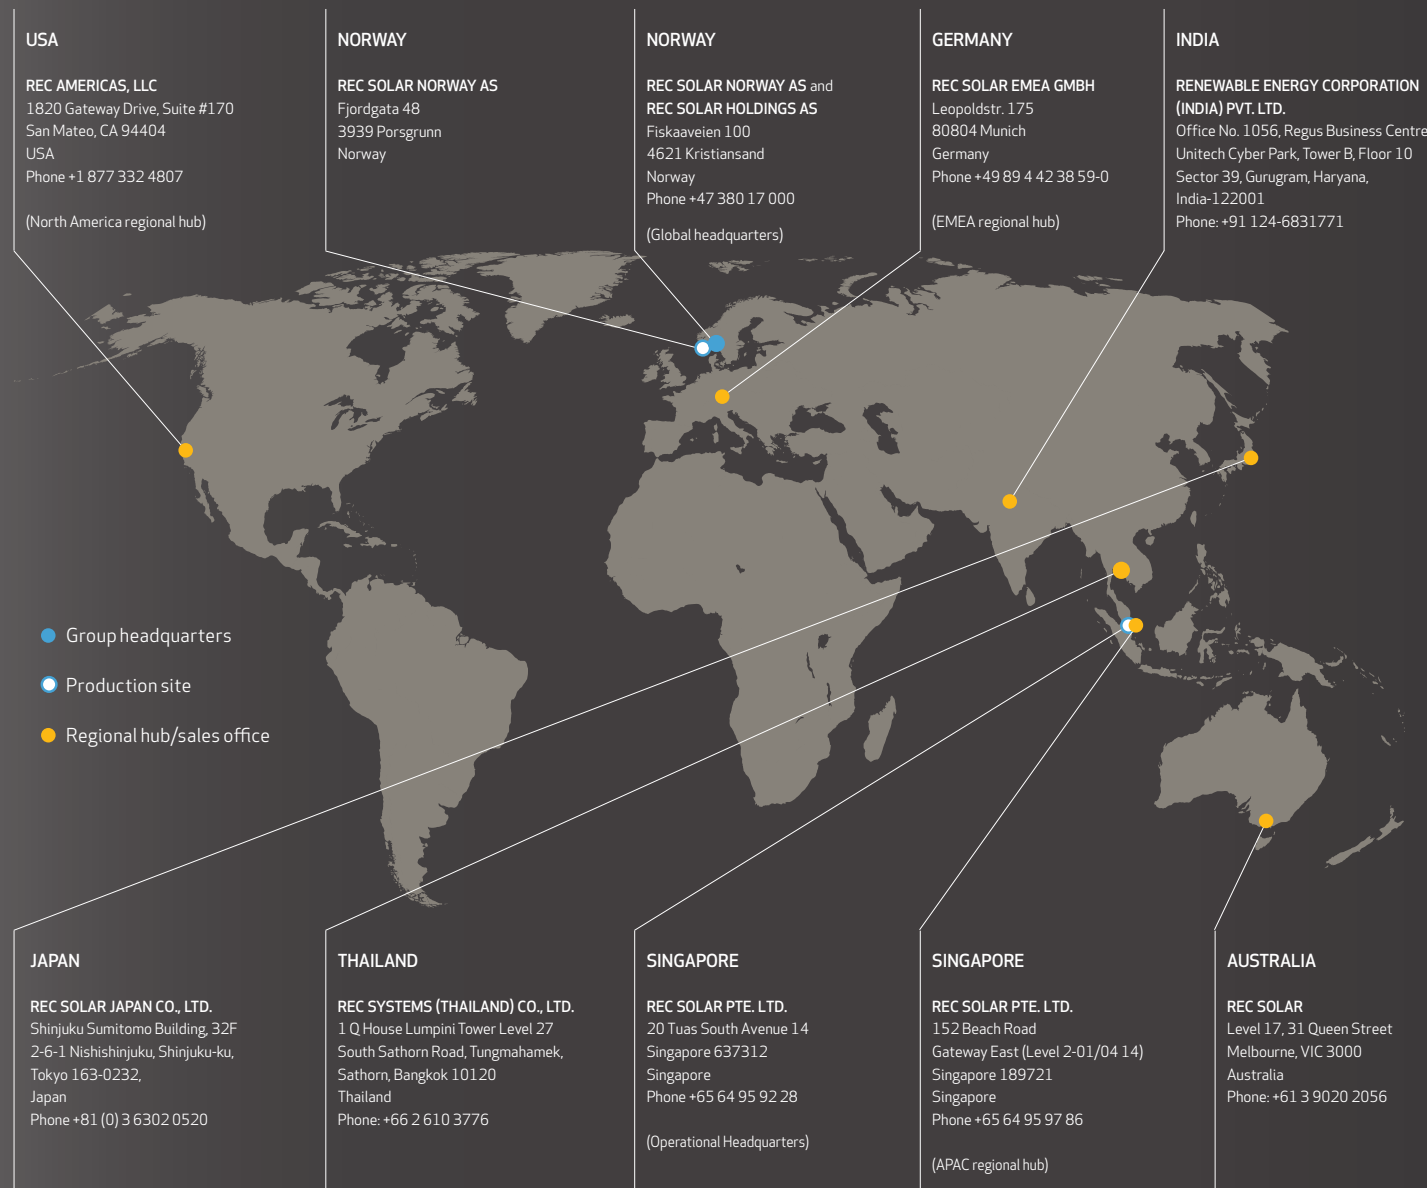 USA
REC AMERICAS, LLC
1820 Gateway Drive, Suite #170
San Mateo, CA 94404
USA
Phone +1 877 332 4807
(North America regional hub)
NORWAY
REC SOLAR NORWAY AS
Fjordgata 48
3939 Porsgrunn
Norway
NORWAY
REC SOLAR NORWAY AS and
REC SOLAR HOLDINGS AS
Fiskaaveien 100
4621 Kristiansand
Norway
Phone +47 380 17 000
(Global headquarters)
GERMANY
REC SOLAR EMEA GMBH
Leopoldstr. 175
80804 Munich
Germany
Phone +49 89 4 42 38 59-0
(EMEA regional hub)
INDIA
RENEWABLE ENERGY CORPORATION
(INDIA) PVT. LTD.
Office No. 1056, Regus Business Centre
Unitech Cyber Park, Tower B, Floor 10
Sector 39, Gurugram, Haryana,
India-122001
Phone: +91 124-6831771
Group headquarters
Production site
Regional hub/sales office
JAPAN
REC SOLAR JAPAN CO., LTD.
Shinjuku Sumitomo Building, 32F
2-6-1 Nishishinjuku, Shinjuku-ku,
Tokyo 163-0232,
Japan
Phone +81 (0) 3 6302 0520
THAILAND
REC SYSTEMS (THAILAND) CO., LTD.
1 Q House Lumpini Tower Level 27
South Sathorn Road, Tungmahamek,
Sathorn, Bangkok 10120
Thailand
Phone: +66 2 610 3776
SINGAPORE
REC SOLAR PTE. LTD.
20 Tuas South Avenue 14
Singapore 637312
Singapore
Phone +65 64 95 92 28
(Operational Headquarters)
SINGAPORE
REC SOLAR PTE. LTD.
152 Beach Road
Gateway East (Level 2-01/04 14)
Singapore 189721
Singapore
Phone +65 64 95 97 86
(APAC regional hub)
AUSTRALIA
REC SOLAR
Level 17, 31 Queen Street
Melbourne, VIC 3000
Australia
Phone: +61 3 9020 2056